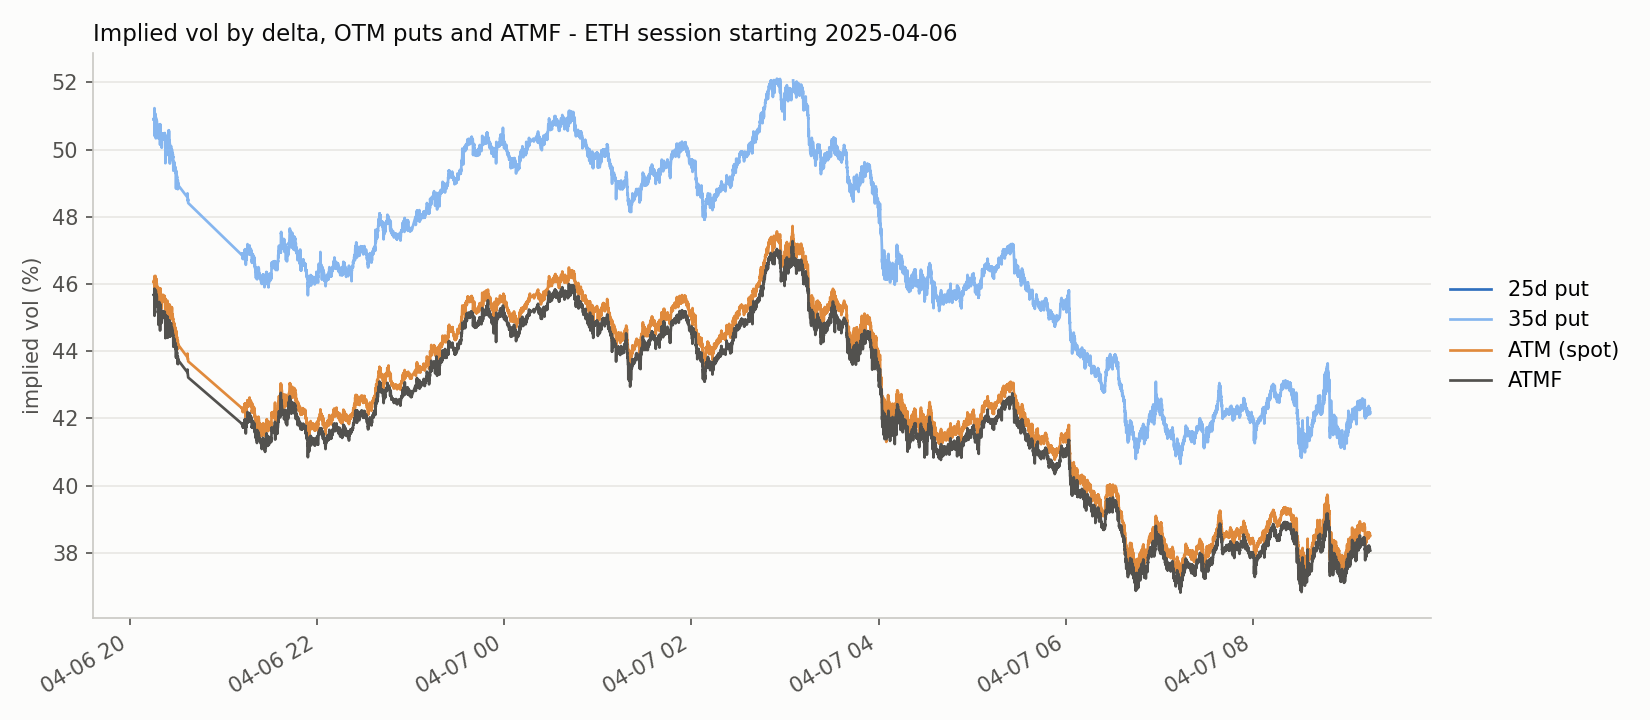 Implied vol by delta, OTM puts and ATMF - ETH session starting 2025-04-06
52
50
48
46
44
42
40
38
implied vol (%)
25d put
35d put
ATM (spot)
ATMF
04-06 20
04-06 22
04-07 00
04-07 02
04-07 04
04-07 06
04-07 08